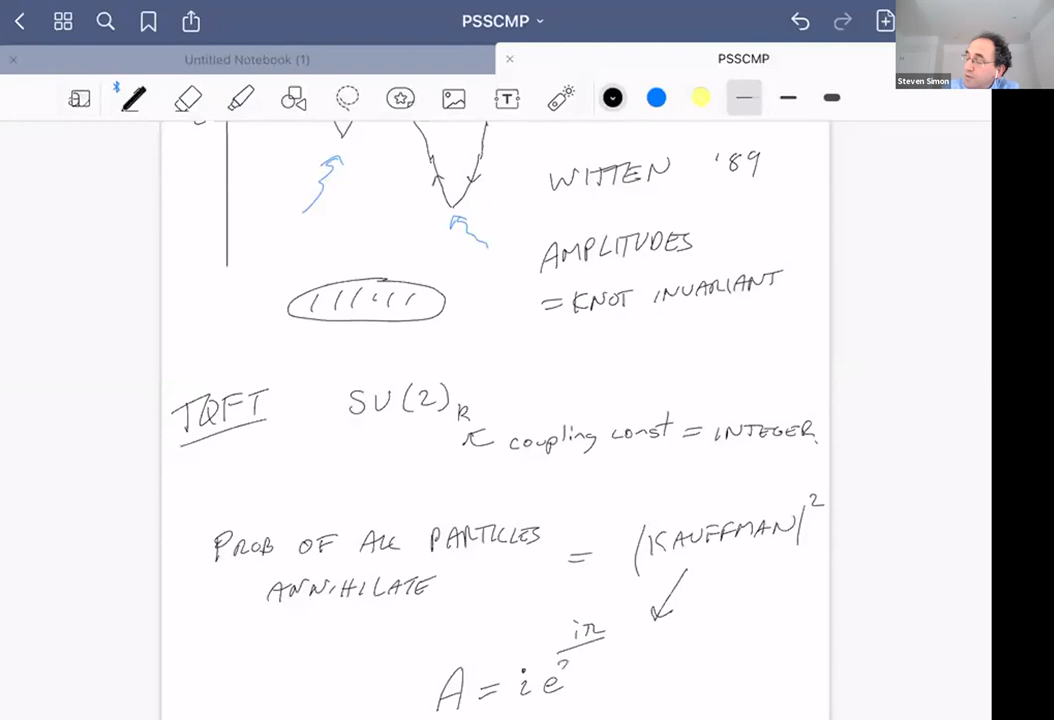 PSSCMP
Untitled Notebook (1)
PSSCMP
Steven Simon
T
WITTEN '89
AMPLITUDES
= KNOT INVARIANT
TQFT SU(2)k
coupling const = INTEGER.
PROB OF ALL PARTICLES = |KAUFFMAN|²
ANNIHILATE
iπ
A = i e